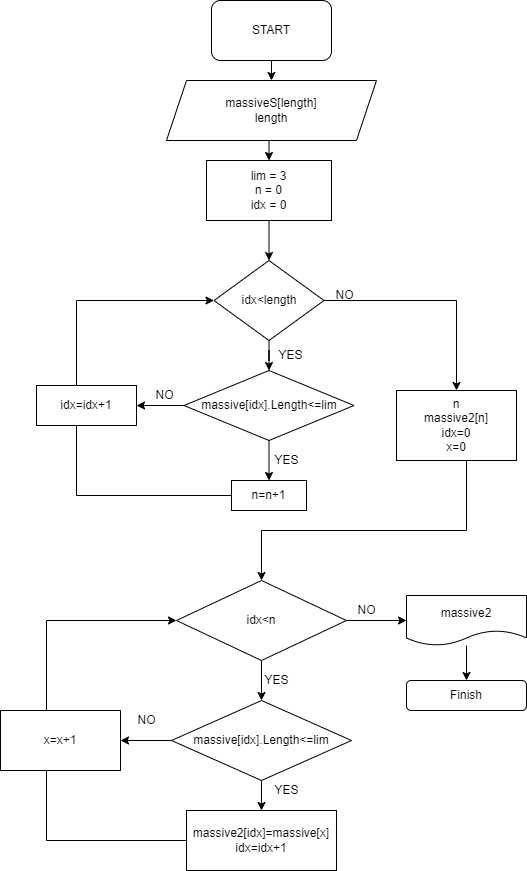 START
massiveS[length]
length
lim = 3
n = 0
idx = 0
idx<length
NO
YES
massive[idx].Length<=lim
NO
idx=idx+1
YES
n=n+1
n
massive2[n]
idx=0
x=0
idx<n
NO
massive2
YES
Finish
massive[idx].Length<=lim
NO
x=x+1
YES
massive2[idx]=massive[x]
idx=idx+1